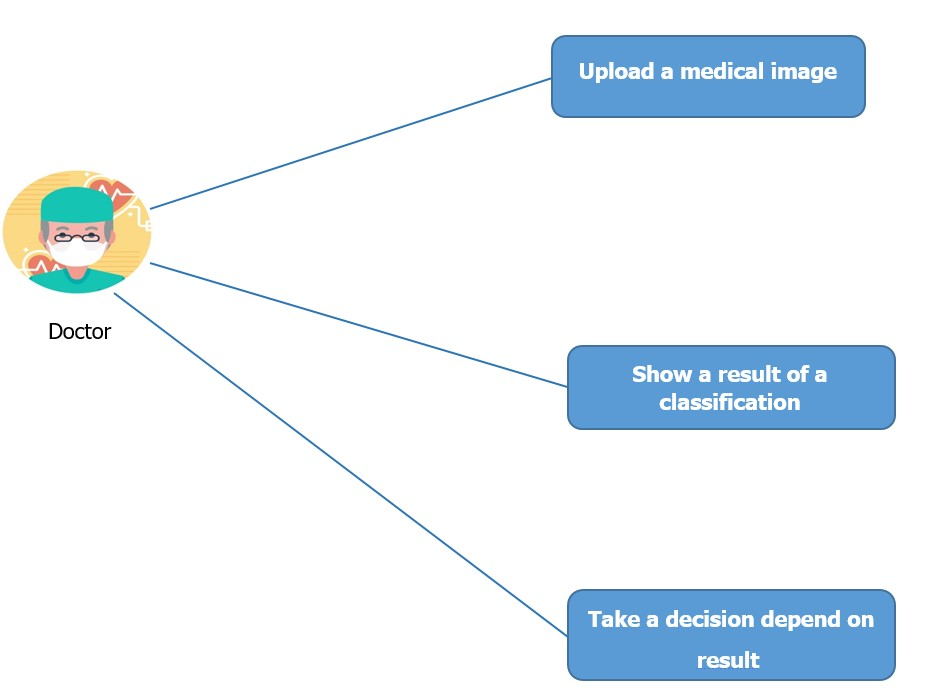 Upload a medical image
Doctor
Show a result of a
classification
Take a decision depend on
result